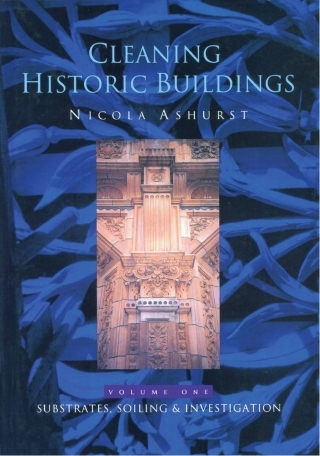 CLEANING
HISTORIC BUILDINGS
NICOLA ASHURST
VOLUME ONE
SUBSTRATES, SOILING & INVESTIGATION